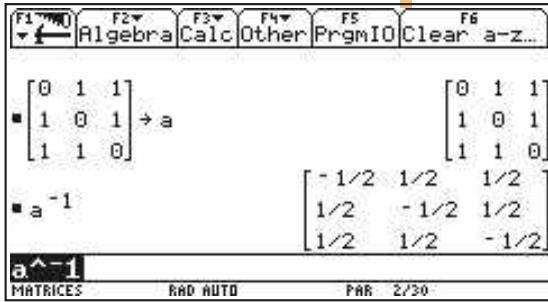 F1 F2 Algebra F3 Calc F4 Other F5 PrgmIO F6 Clear a-z…
[0 1 1] [0 1 1]
▪ [1 0 1] → a [1 0 1]
[1 1 0] [1 1 0]
[-1/2 1/2 1/2]
▪ a⁻¹ [1/2 -1/2 1/2]
[1/2 1/2 -1/2]
a^-1
MATRICES RAD AUTO PAR 2/30